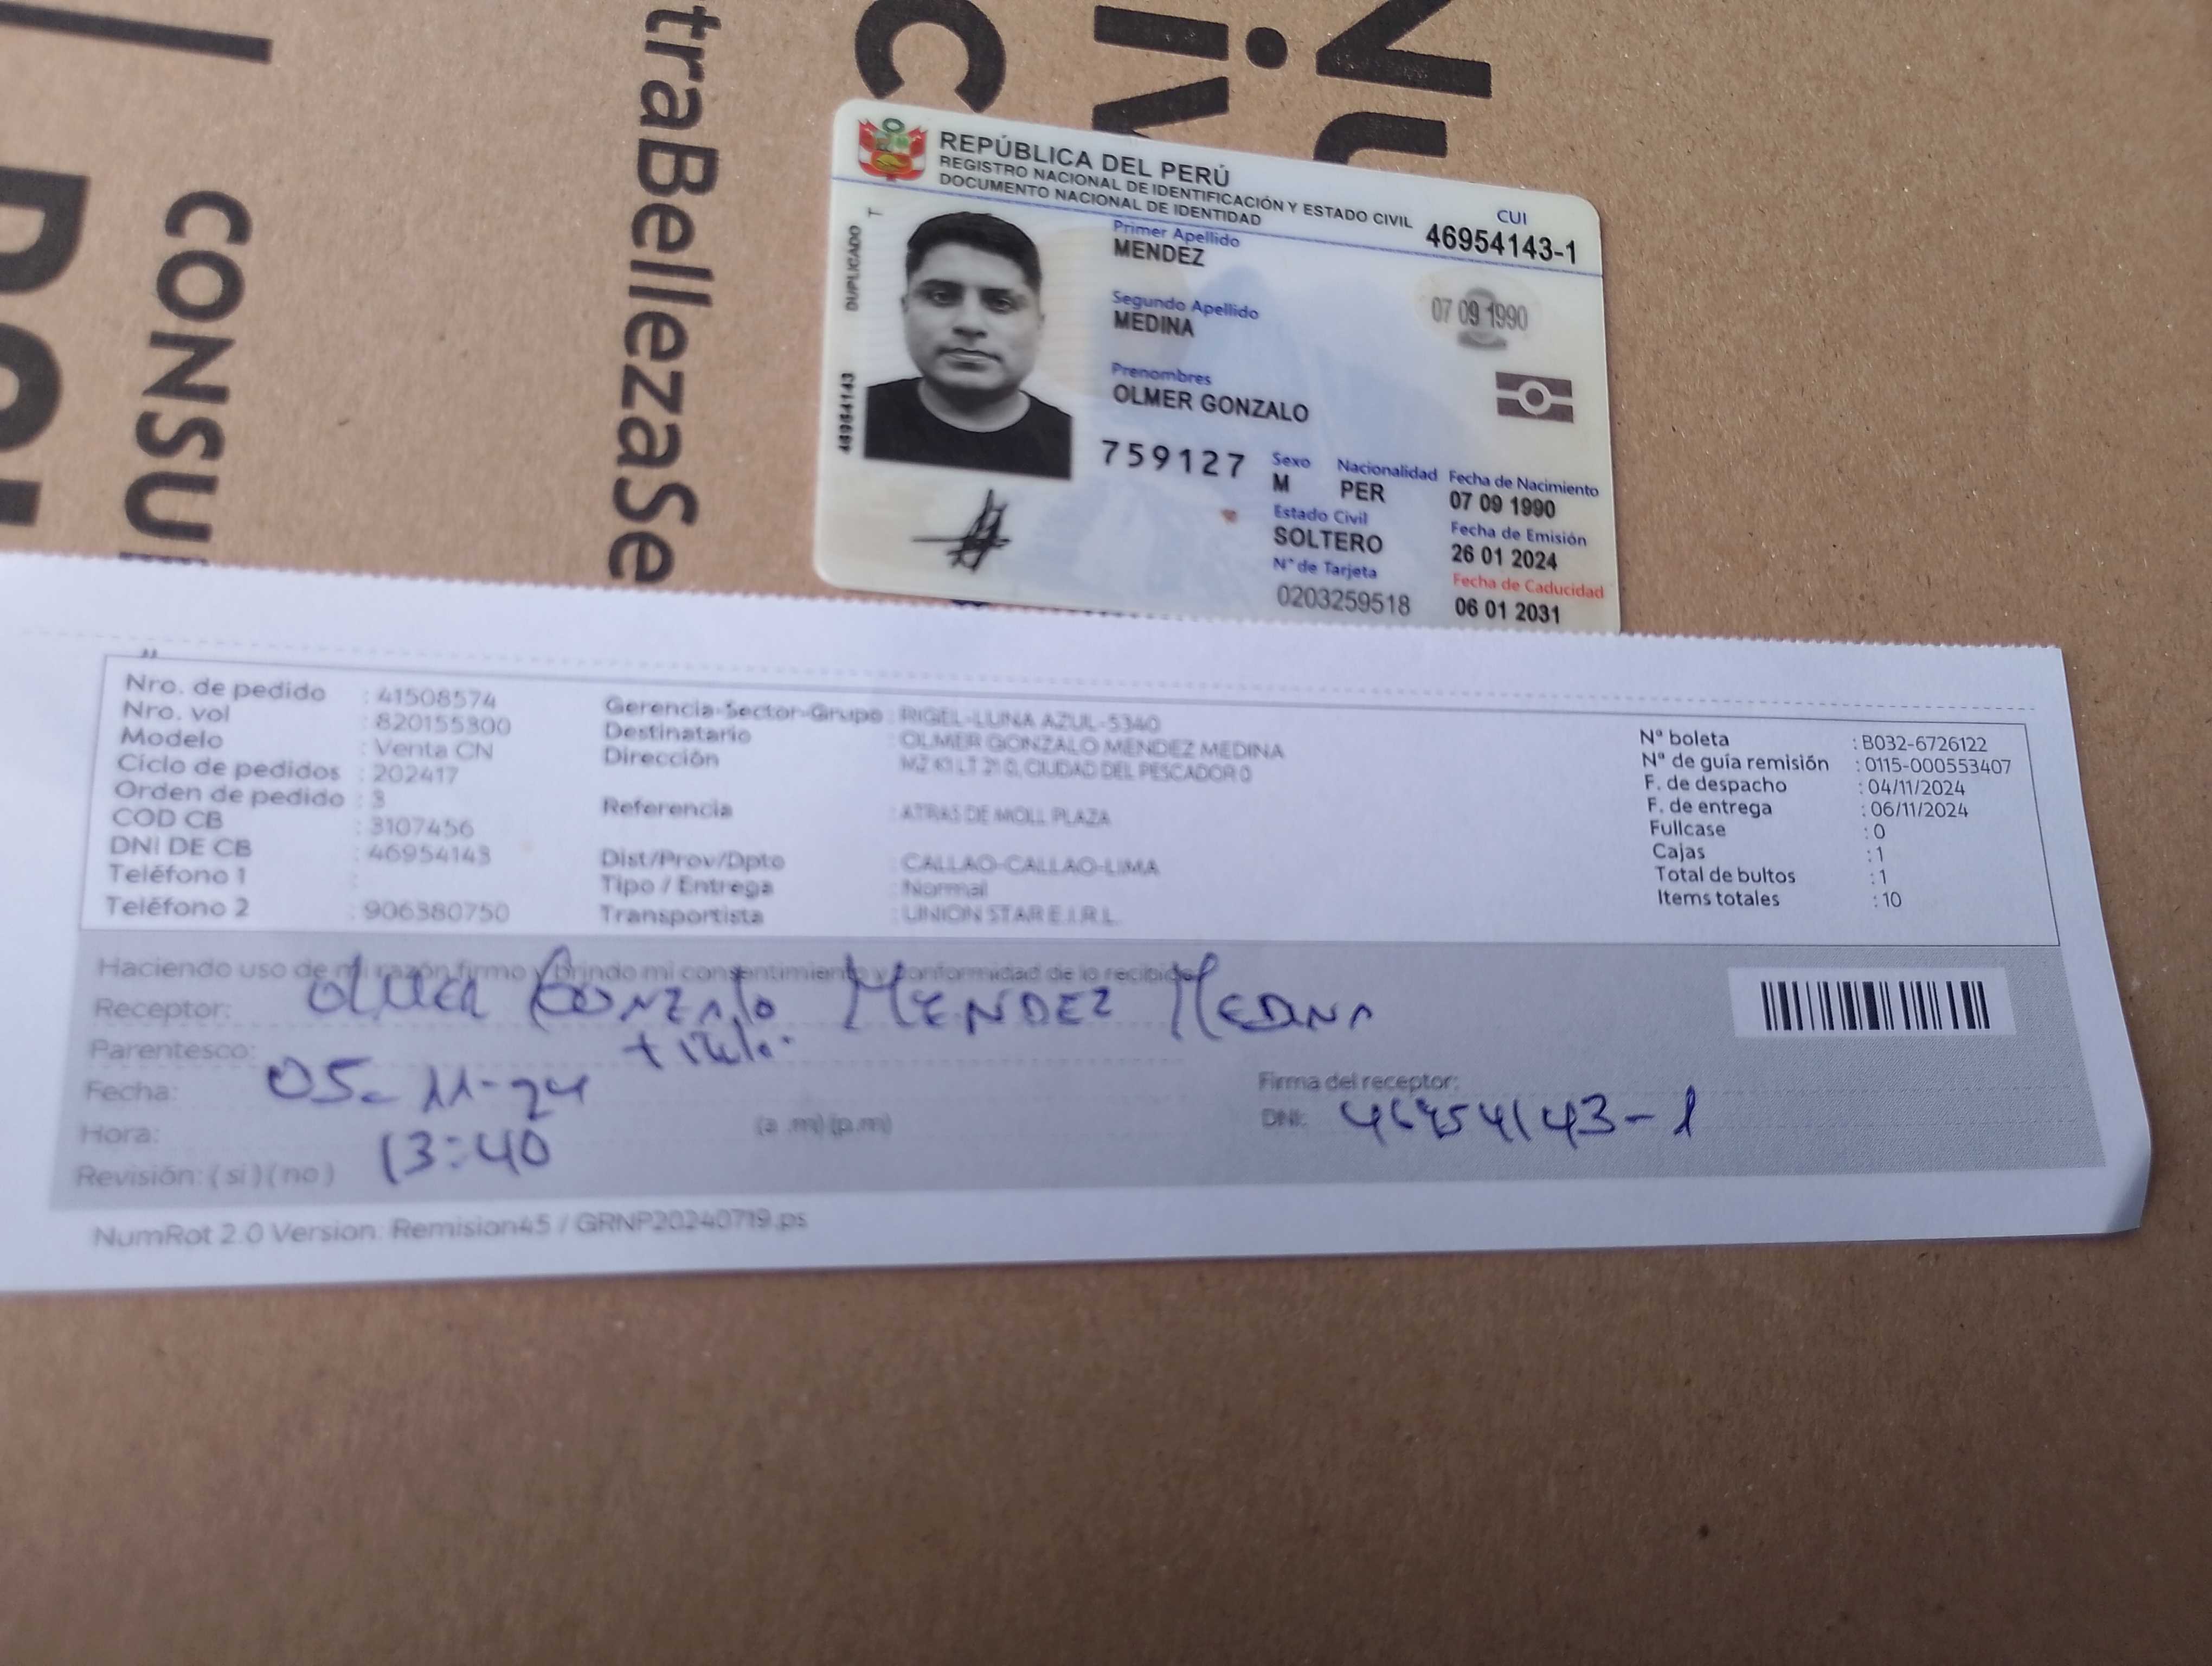 CONSUL
traBellezaSe
REPÚBLICA DEL PERÚ
REGISTRO NACIONAL DE IDENTIFICACIÓN Y ESTADO CIVIL
DOCUMENTO NACIONAL DE IDENTIDAD
CUI
46954143-1
DUPLICADO T
46954143
Primer Apellido
MENDEZ
Segundo Apellido
MEDINA
07 09 1990
Prenombres
OLMER GONZALO
759127
Sexo
M
Nacionalidad
PER
Fecha de Nacimiento
07 09 1990
Estado Civil
SOLTERO
Fecha de Emisión
26 01 2024
N° de Tarjeta
0203259518
Fecha de Caducidad
06 01 2031
Nro. de pedido : 41508574
Nro. vol : 820155300
Modelo : Venta CN
Ciclo de pedidos : 202417
Orden de pedido : 3
COD CB : 3107456
DNI DE CB : 46954143
Teléfono 1 :
Teléfono 2 : 906380750
Gerencia-Sector-Grupo : RIGEL-LUNA AZUL-5340
Destinatario : OLMER GONZALO MENDEZ MEDINA
Dirección : MZ K1 LT 21 0, CIUDAD DEL PESCADOR 0
Referencia : ATRAS DE MOLL PLAZA
Dist/Prov/Dpto : CALLAO-CALLAO-LIMA
Tipo / Entrega : Normal
Transportista : UNION STAR E.I.R.L.
Nª boleta : B032-6726122
Nª de guía remisión : 0115-000553407
F. de despacho : 04/11/2024
F. de entrega : 06/11/2024
Fullcase : 0
Cajas : 1
Total de bultos : 1
Items totales : 10
Haciendo uso de mi razón firmo y brindo mi consentimiento y conformidad de lo recibido
Receptor: Olmer Gonzalo MENDEZ MEDINA
Parentesco: titular
Fecha: 05-11-24
Hora: 13:40 (a .m) (p.m)
Revisión: ( si ) ( no )
Firma del receptor:
DNI: 46954143-1
NumRot 2.0 Version: Remision45 / GRNP20240719.ps